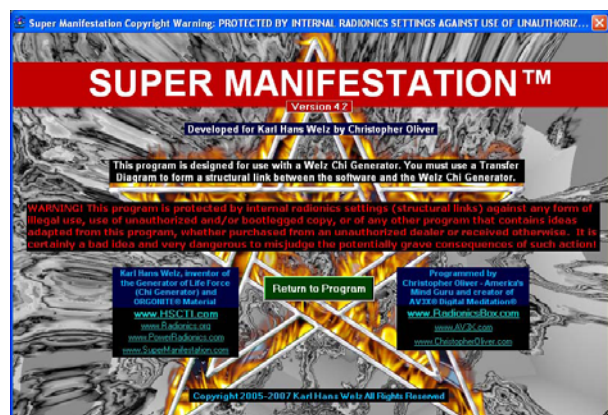 Super Manifestation Copyright Warning: PROTECTED BY INTERNAL RADIONICS SETTINGS AGAINST USE OF UNAUTHORIZ...
SUPER MANIFESTATION™
Version 4.2
Developed for Karl Hans Welz by Christopher Oliver
This program is designed for use with a Welz Chi Generator. You must use a Transfer
Diagram to form a structural link between the software and the Welz Chi Generator.
WARNING! This program is protected by internal radionics settings (structural links) against any form of
illegal use, use of unauthorized and/or bootlegged copy, or of any other program that contains ideas
adapted from this program, whether purchased from an unauthorized dealer or received otherwise. It is
certainly a bad idea and very dangerous to misjudge the potentially grave consequences of such action!
Karl Hans Welz, inventor of
the Generator of Life Force
(Chi Generator) and
ORGONITE® Material
www.HSCTI.com
www.Radionics.org
www.PowerRadionics.com
www.SuperManifestation.com
Return to Program
Programmed by
Christopher Oliver - America's
Mind Guru and creator of
AV3X® Digital Meditation®
www.RadionicsBox.com
www.AV3X.com
www.ChristopherOliver.com
Copyright 2005-2007 Karl Hans Welz All Rights Reserved